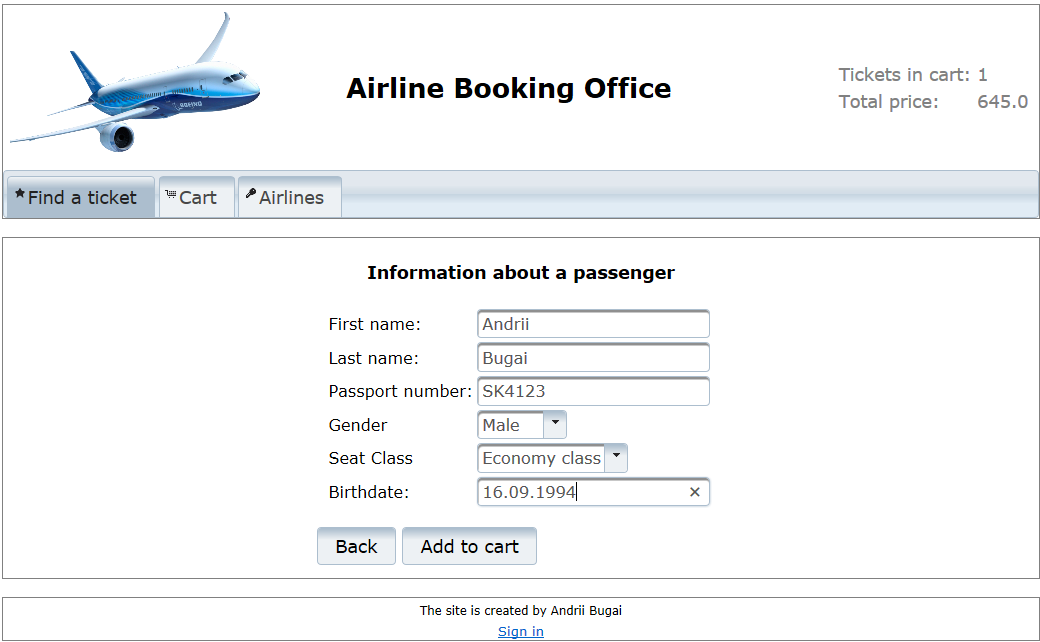 BOEING
Airline Booking Office
Tickets in cart: 1
Total price: 645.0
Find a ticket
Cart
Airlines
Information about a passenger
First name: Andrii
Last name: Bugai
Passport number: SK4123
Gender Male
Seat Class Economy class
Birthdate: 16.09.1994
Back Add to cart
The site is created by Andrii Bugai
Sign in